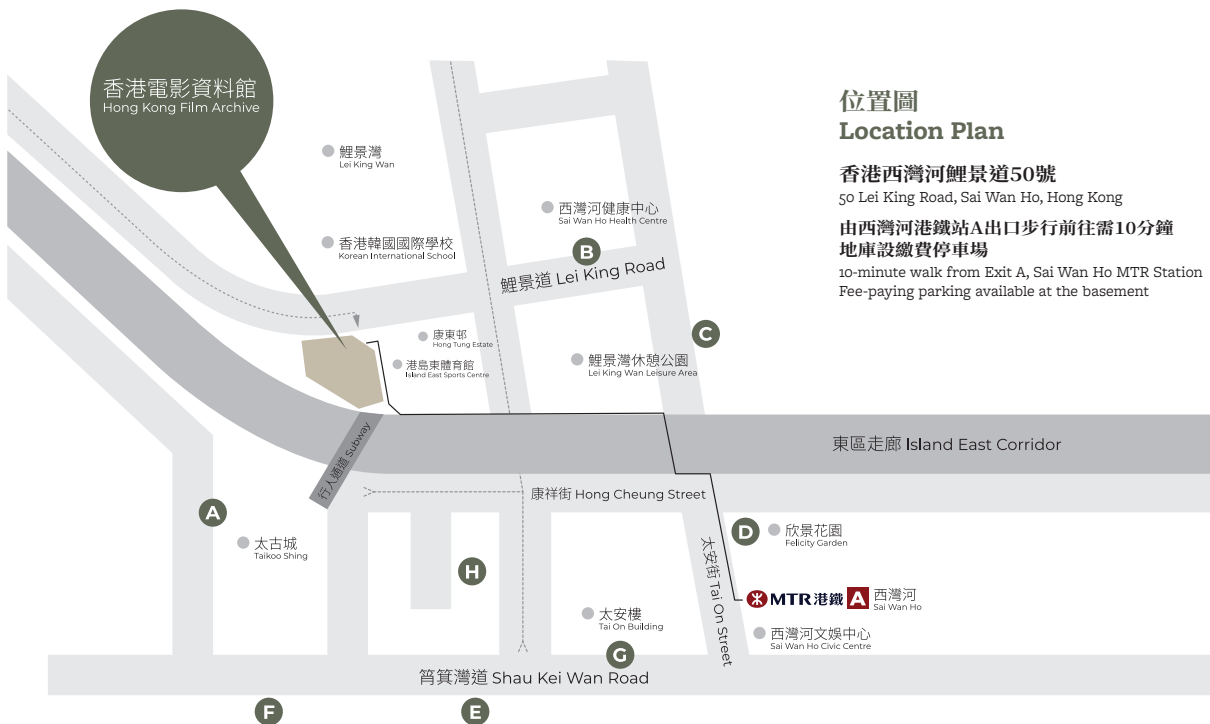 香港電影資料館
Hong Kong Film Archive
位置圖
Location Plan
香港西灣河鯉景道50號
50 Lei King Road, Sai Wan Ho, Hong Kong
由西灣河港鐵站A出口步行前往需10分鐘
地庫設繳費停車場
10-minute walk from Exit A, Sai Wan Ho MTR Station
Fee-paying parking available at the basement
鯉景灣
Lei King Wan
西灣河健康中心
Sai Wan Ho Health Centre
香港韓國國際學校
Korean International School
B
鯉景道 Lei King Road
康東邨
Hong Tung Estate
C
港島東體育館
Island East Sports Centre
鯉景灣休憩公園
Lei King Wan Leisure Area
東區走廊 Island East Corridor
行人通道 Subway
康祥街 Hong Cheung Street
A
太古城
Taikoo Shing
D
欣景花園
Felicity Garden
太安街 Tai On Street
H
MTR 港鐵 A 西灣河
Sai Wan Ho
太安樓
Tai On Building
西灣河文娛中心
Sai Wan Ho Civic Centre
G
筲箕灣道 Shau Kei Wan Road
F
E